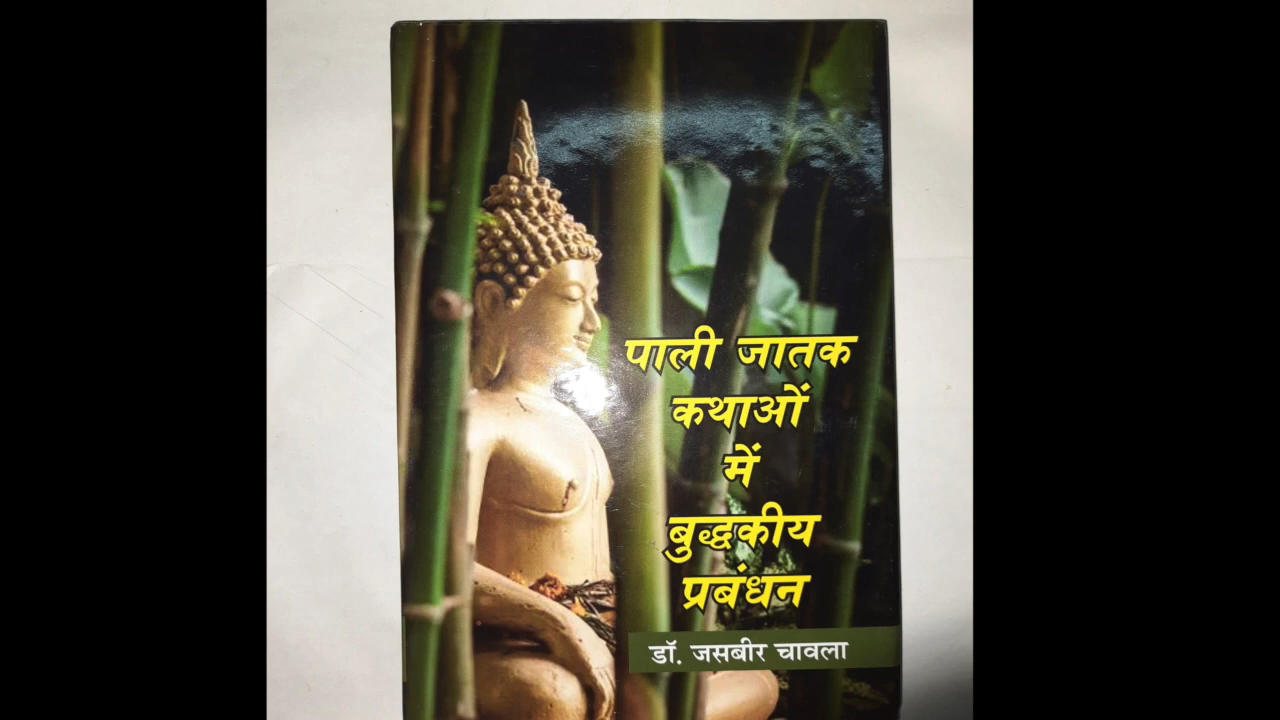 पाली जातक
कथाओं
में
बुद्धकीय
प्रबंधन
डॉ. जसबीर चावला